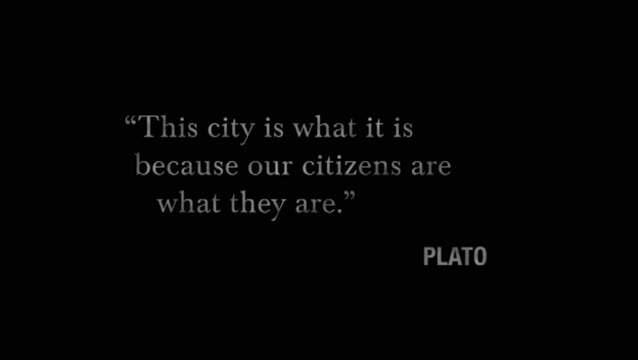 “This city is what it is
because our citizens are
what they are.”
PLATO